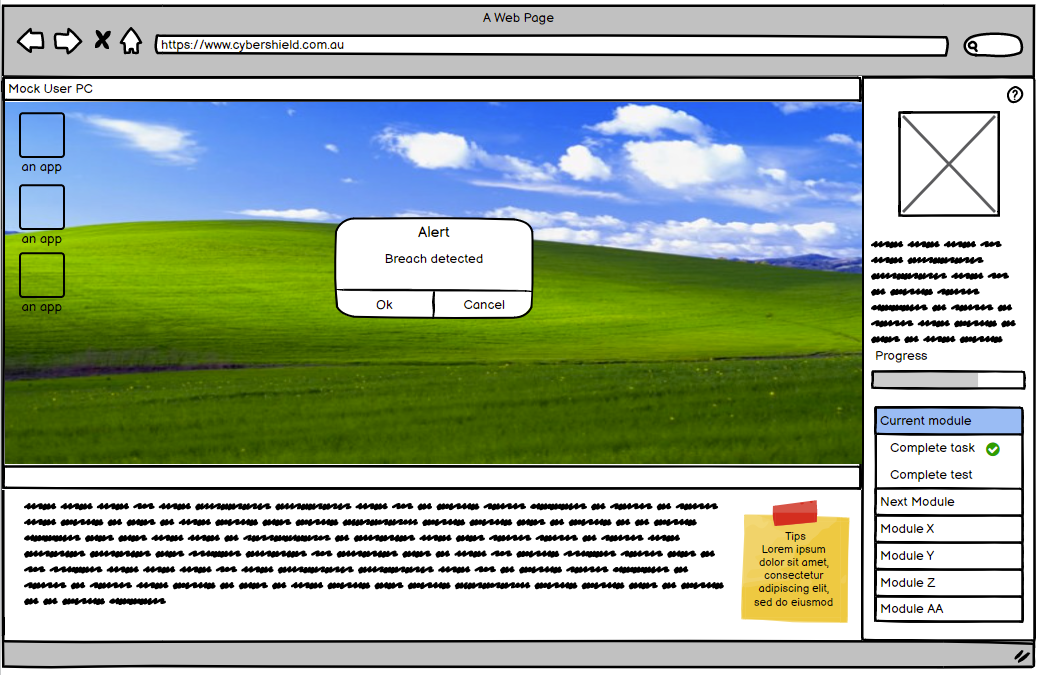 A Web Page
https://www.cybershield.com.au
Mock User PC
an app
an app
an app
Alert
Breach detected
Ok
Cancel
Tips
Lorem ipsum
dolor sit amet,
consectetur
adipiscing elit,
sed do eiusmod
Progress
Current module
Complete task
Complete test
Next Module
Module X
Module Y
Module Z
Module AA